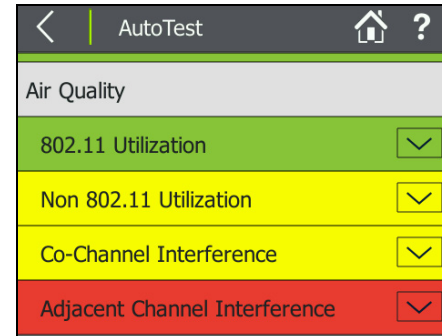 AutoTest ?
Air Quality
802.11 Utilization
Non 802.11 Utilization
Co-Channel Interference
Adjacent Channel Interference